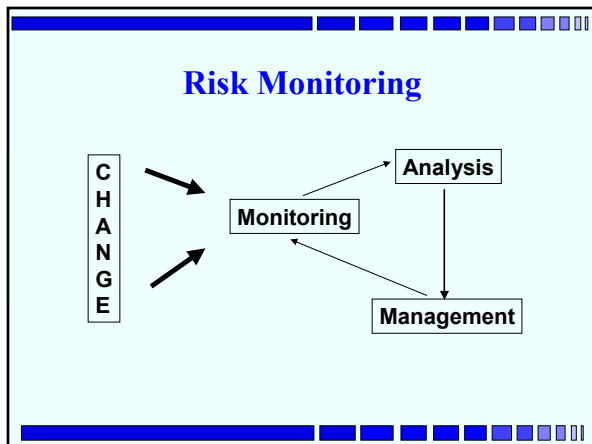 Risk Monitoring
C
H
A
N
G
E
Analysis
Monitoring
Management